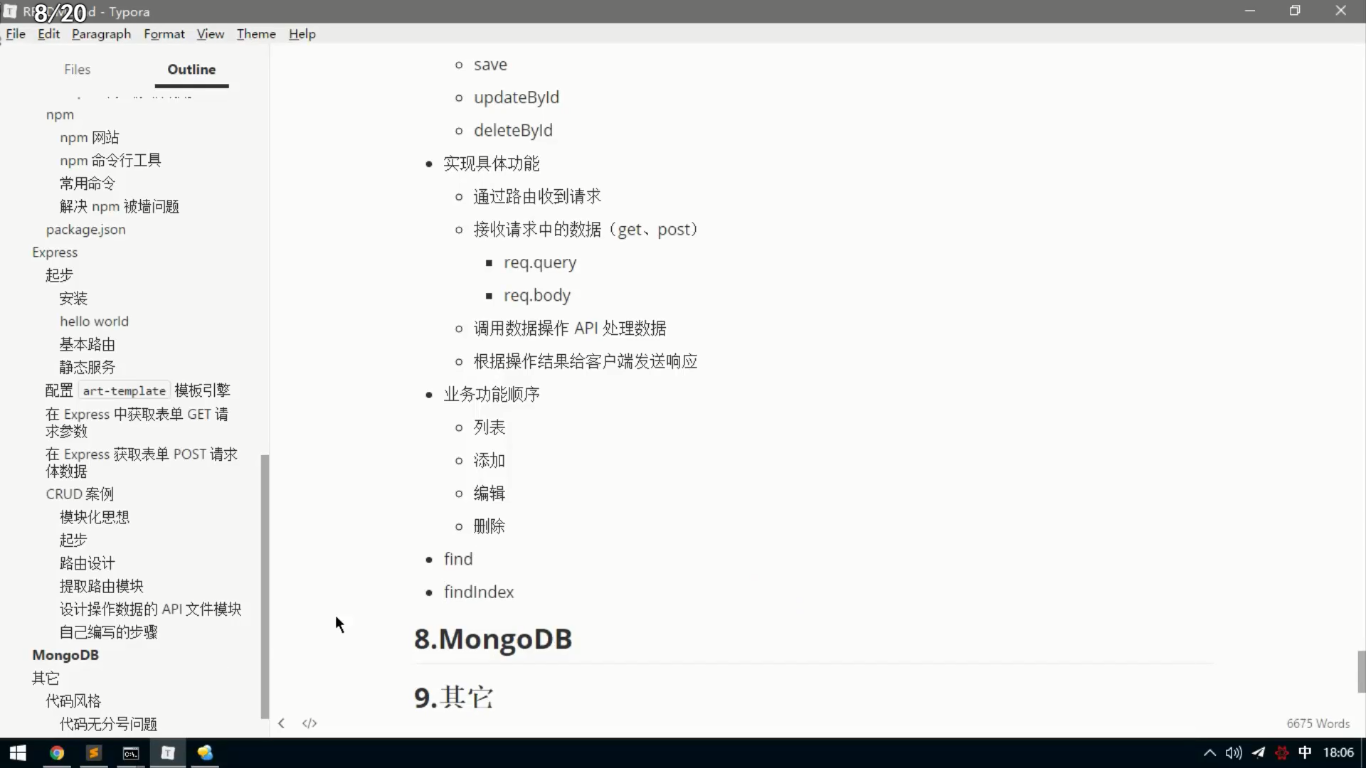 8/20
- Typora
File Edit Paragraph Format View Theme Help
Files Outline
npm
npm 网站
npm 命令行工具
常用命令
解决 npm 被墙问题
package.json
Express
起步
安装
hello world
基本路由
静态服务
配置 art-template 模板引擎
在 Express 中获取表单 GET 请
求参数
在 Express 获取表单 POST 请求
体数据
CRUD 案例
模块化思想
起步
路由设计
提取路由模块
设计操作数据的 API 文件模块
自己编写的步骤
MongoDB
其它
代码风格
代码无分号问题
save
updateById
deleteById
实现具体功能
通过路由收到请求
接收请求中的数据（get、post）
req.query
req.body
调用数据操作 API 处理数据
根据操作结果给客户端发送响应
业务功能顺序
列表
添加
编辑
删除
find
findIndex
8.MongoDB
9.其它
6675 Words
中 18:06